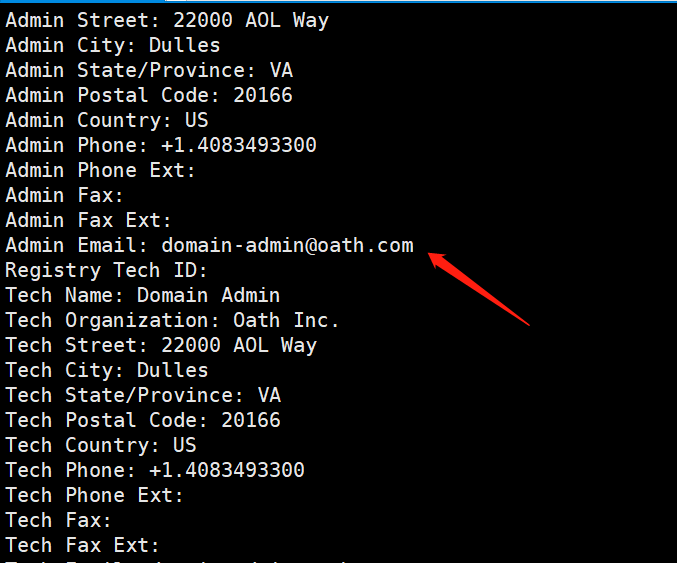 Admin Street: 22000 AOL Way
Admin City: Dulles
Admin State/Province: VA
Admin Postal Code: 20166
Admin Country: US
Admin Phone: +1.4083493300
Admin Phone Ext:
Admin Fax:
Admin Fax Ext:
Admin Email: domain-admin@oath.com
Registry Tech ID:
Tech Name: Domain Admin
Tech Organization: Oath Inc.
Tech Street: 22000 AOL Way
Tech City: Dulles
Tech State/Province: VA
Tech Postal Code: 20166
Tech Country: US
Tech Phone: +1.4083493300
Tech Phone Ext:
Tech Fax:
Tech Fax Ext: